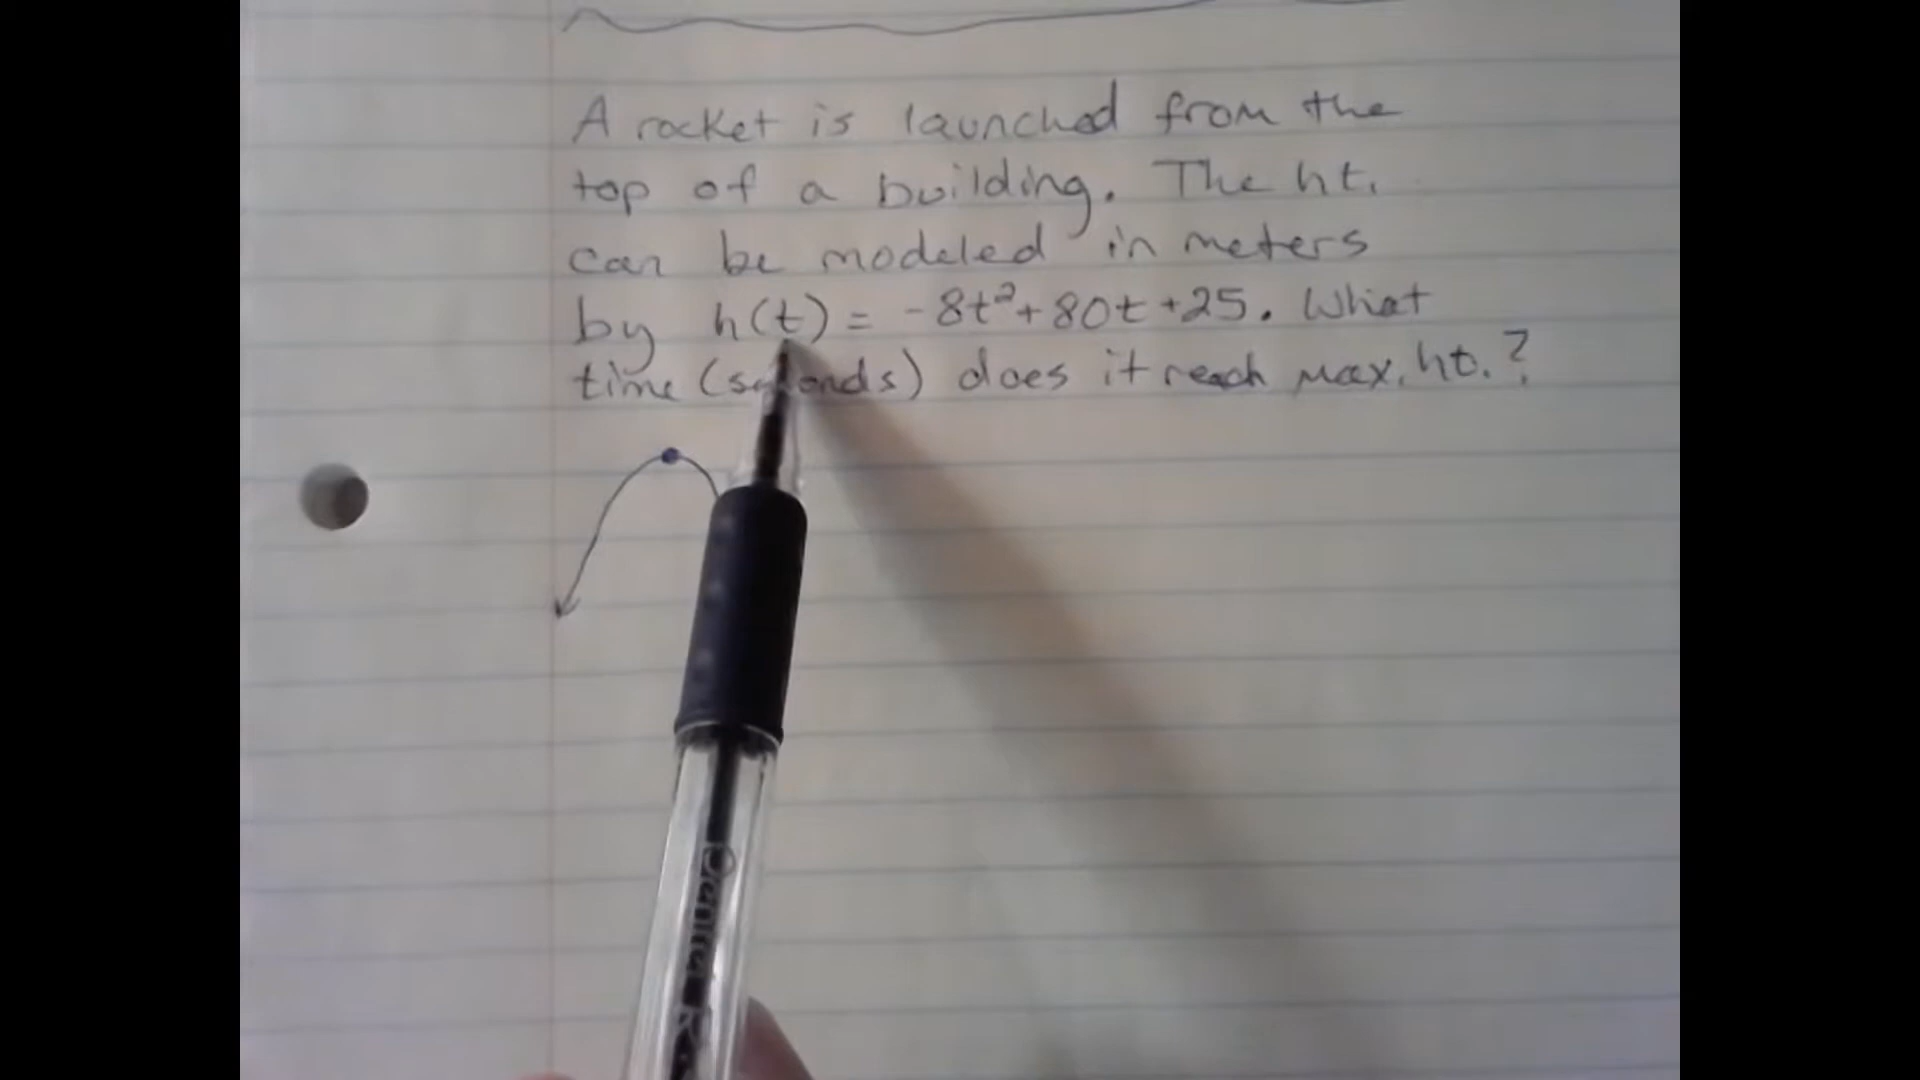 A rocket is launched from the
top of a building. The ht.
can be modeled in meters
by h(t) = -8t²+80t+25. What
time (seconds) does it reach max. ht.?